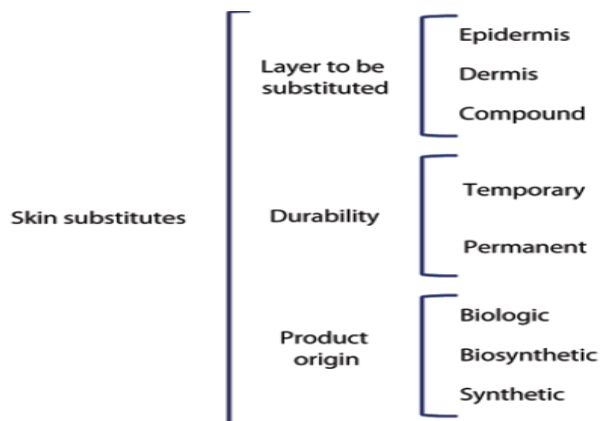 Skin substitutes
Layer to be
substituted
Epidermis
Dermis
Compound
Durability
Temporary
Permanent
Product
origin
Biologic
Biosynthetic
Synthetic